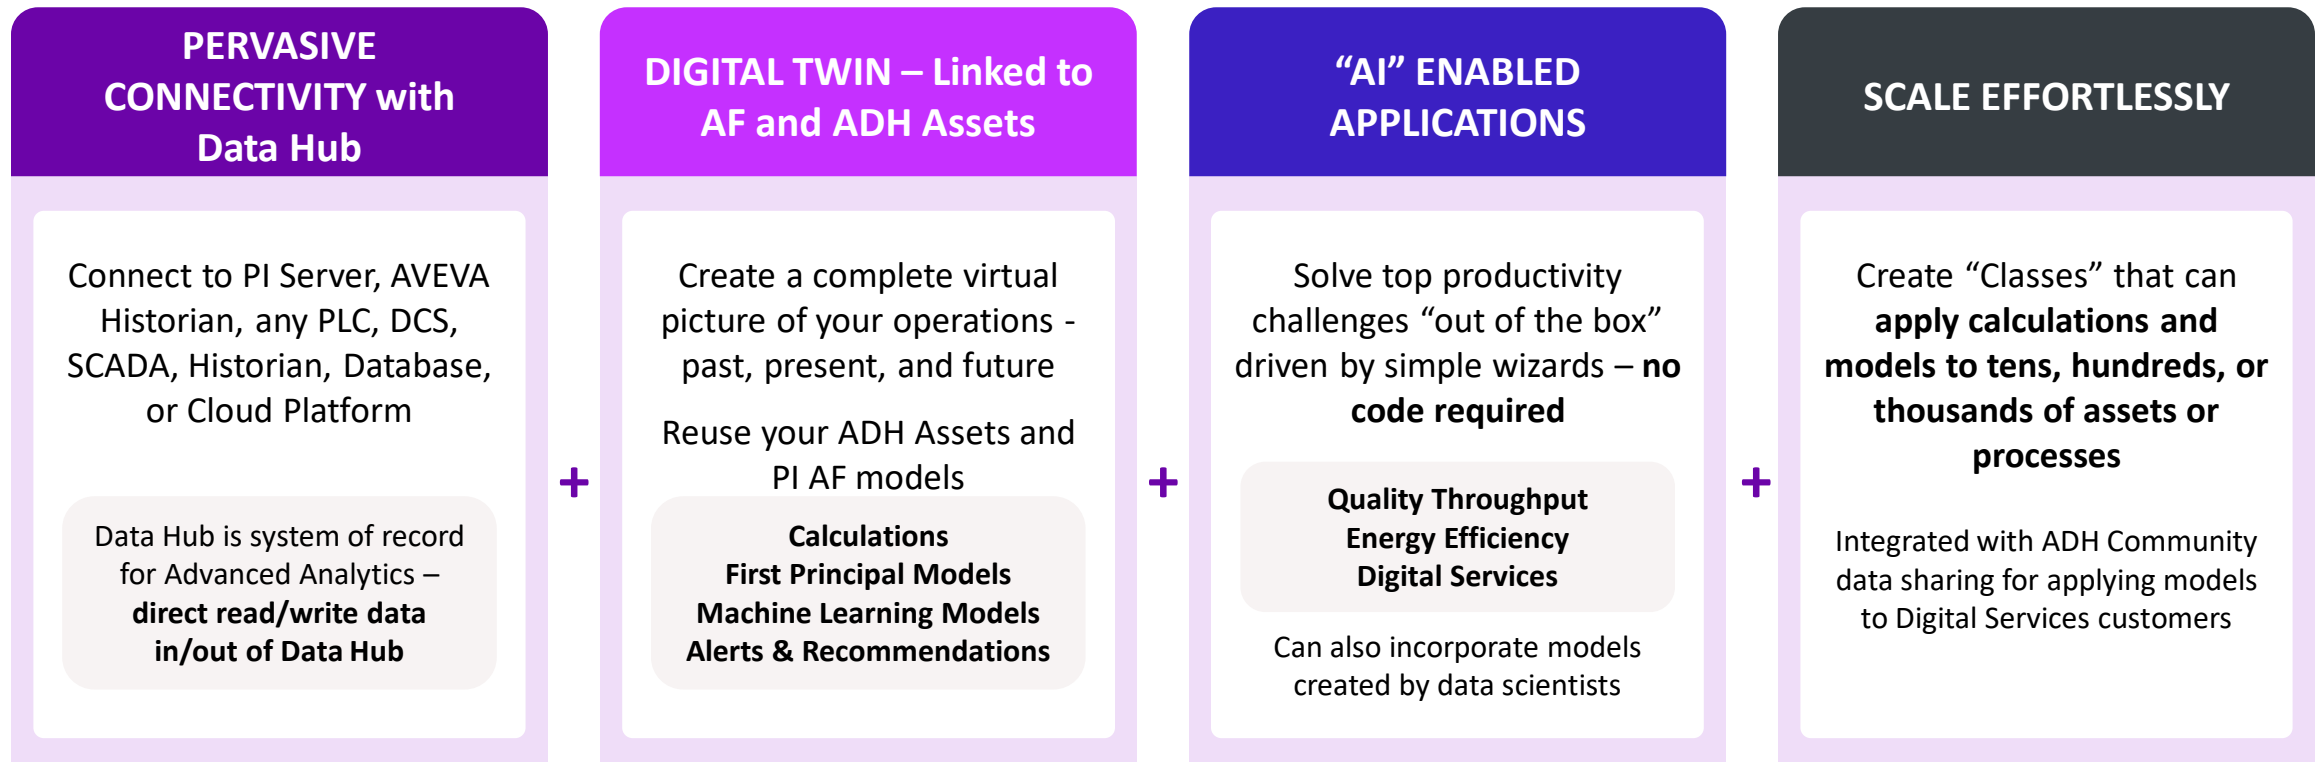 PERVASIVE
CONNECTIVITY with
Data Hub
Connect to PI Server, AVEVA
Historian, any PLC, DCS,
SCADA, Historian, Database,
or Cloud Platform
Data Hub is system of record
for Advanced Analytics –
direct read/write data
in/out of Data Hub
+
DIGITAL TWIN – Linked to
AF and ADH Assets
Create a complete virtual
picture of your operations -
past, present, and future
Reuse your ADH Assets and
PI AF models
Calculations
First Principal Models
Machine Learning Models
Alerts & Recommendations
+
“AI” ENABLED
APPLICATIONS
Solve top productivity
challenges “out of the box”
driven by simple wizards – no
code required
Quality Throughput
Energy Efficiency
Digital Services
Can also incorporate models
created by data scientists
+
SCALE EFFORTLESSLY
Create “Classes” that can
apply calculations and
models to tens, hundreds, or
thousands of assets or
processes
Integrated with ADH Community
data sharing for applying models
to Digital Services customers